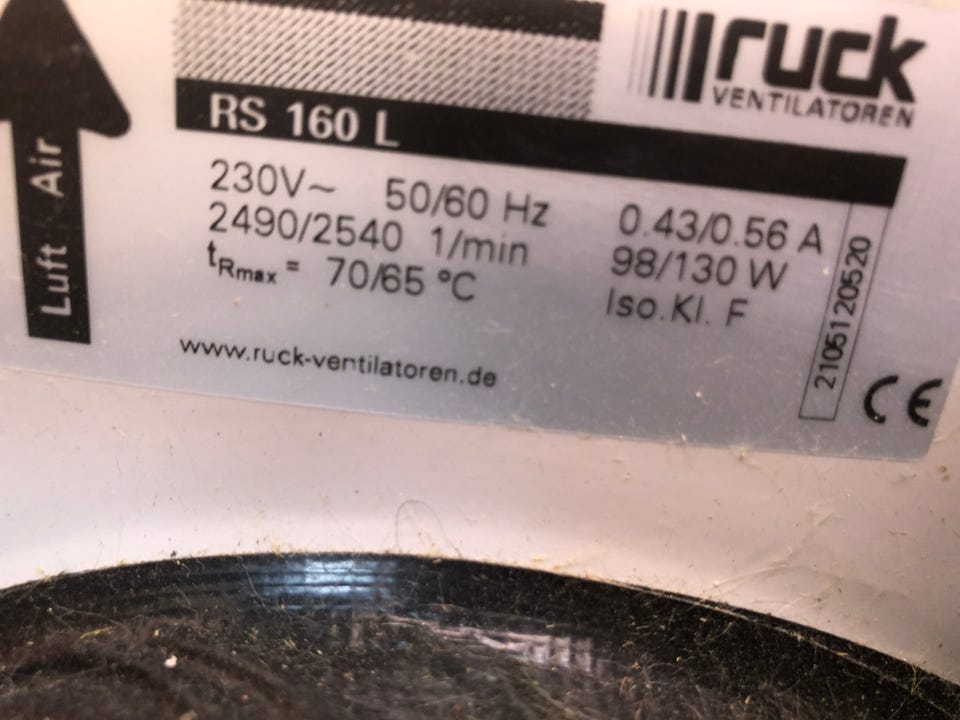 ruck
VENTILATOREN
RS 160 L
230V~ 50/60 Hz 0.43/0.56 A
2490/2540 1/min 98/130 W
tRmax = 70/65 °C Iso.Kl. F
www.ruck-ventilatoren.de
Luft Air
2105120520
CE